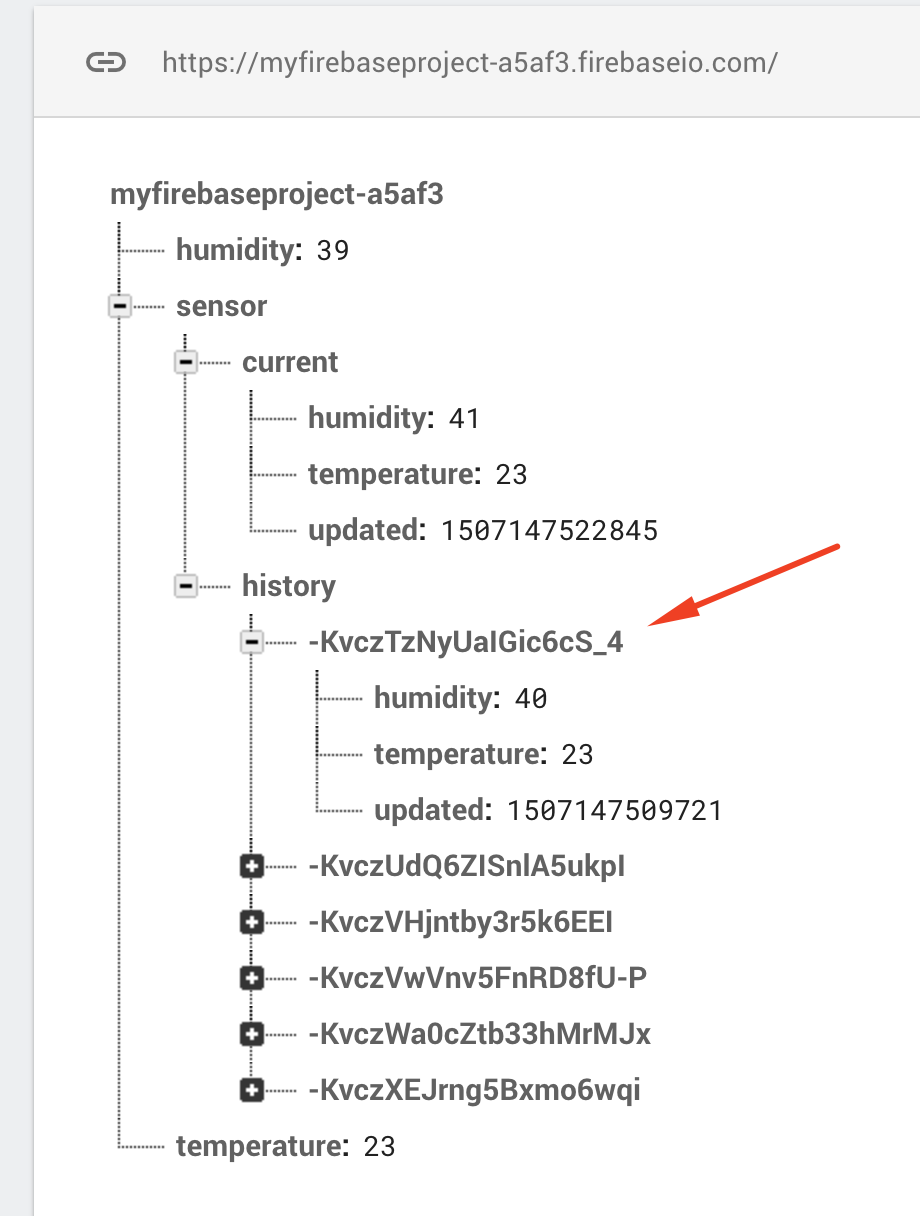 https://myfirebaseproject-a5af3.firebaseio.com/
myfirebaseproject-a5af3
humidity: 39
sensor
current
humidity: 41
temperature: 23
updated: 1507147522845
history
-KvczTzNyUaIGic6cS_4
humidity: 40
temperature: 23
updated: 1507147509721
-KvczUdQ6ZISnlA5ukpI
-KvczVHjntby3r5k6EEI
-KvczVwVnv5FnRD8fU-P
-KvczWa0cZtb33hMrMJx
-KvczXEJrng5Bxmo6wqi
temperature: 23